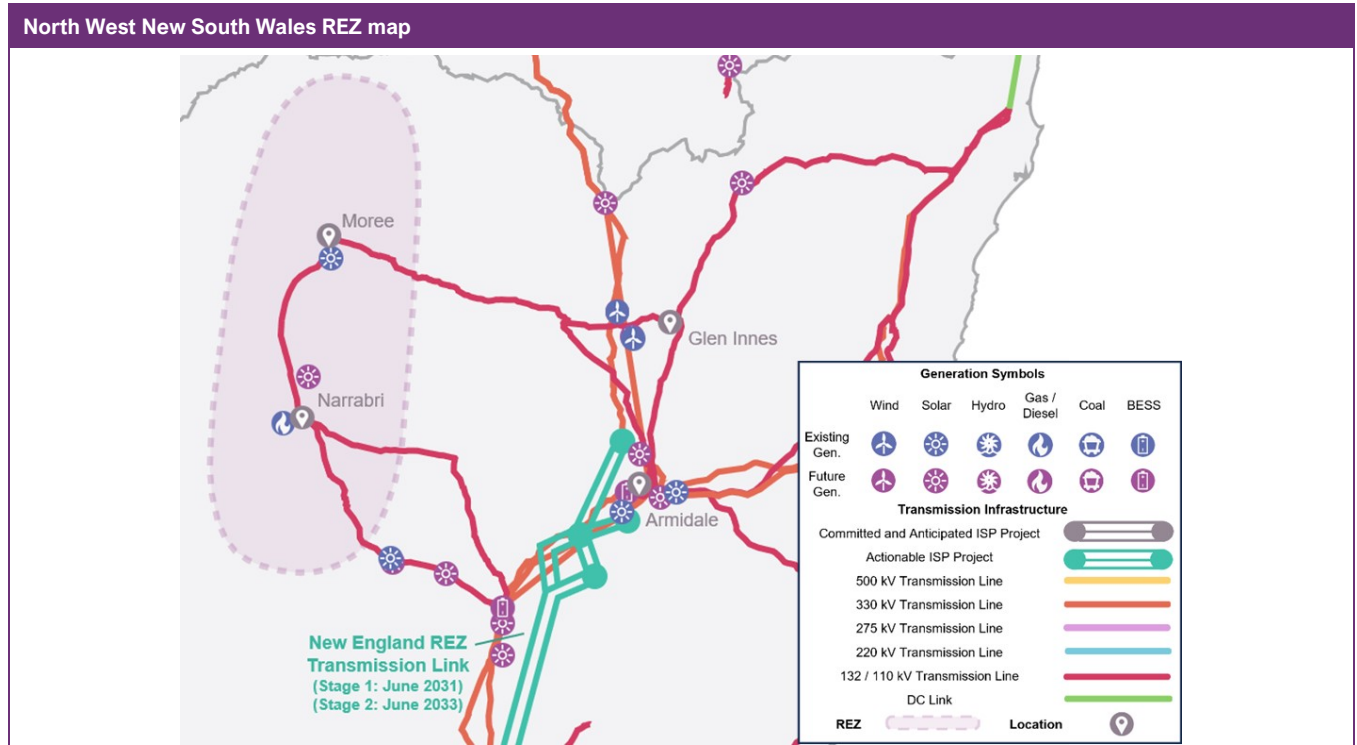 North West New South Wales REZ map
Moree
Glen Innes
Narrabri
Armidale
New England REZ
Transmission Link
(Stage 1: June 2031)
(Stage 2: June 2033)
Generation Symbols
Wind
Solar
Hydro
Gas /
Diesel
Coal
BESS
Existing
Gen.
Future
Gen.
Transmission Infrastructure
Committed and Anticipated ISP Project
Actionable ISP Project
500 kV Transmission Line
330 kV Transmission Line
275 kV Transmission Line
220 kV Transmission Line
132 / 110 kV Transmission Line
DC Link
REZ
Location